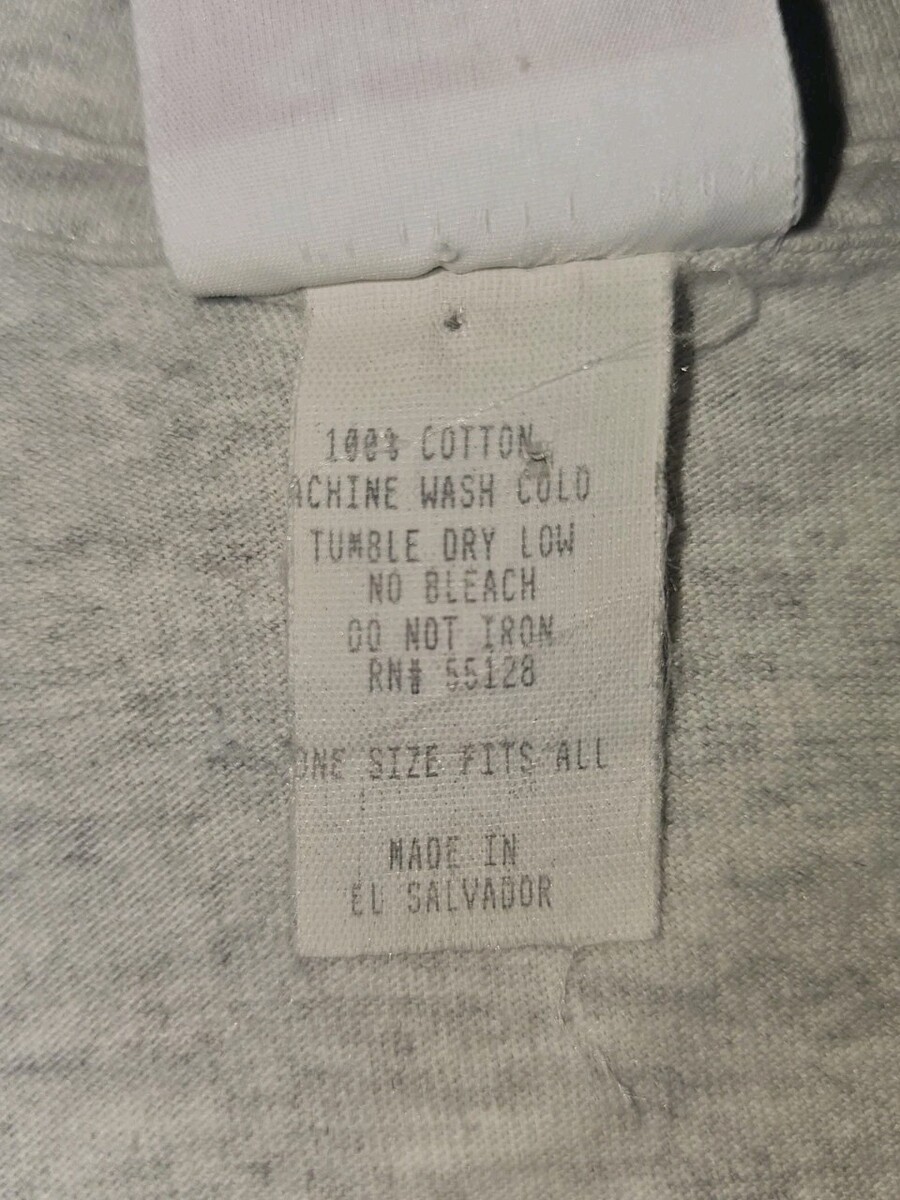 100% COTTON
ACHINE WASH COLD
TUMBLE DRY LOW
NO BLEACH
DO NOT IRON
RN# 55128
ONE SIZE FITS ALL
MADE IN
EL SALVADOR